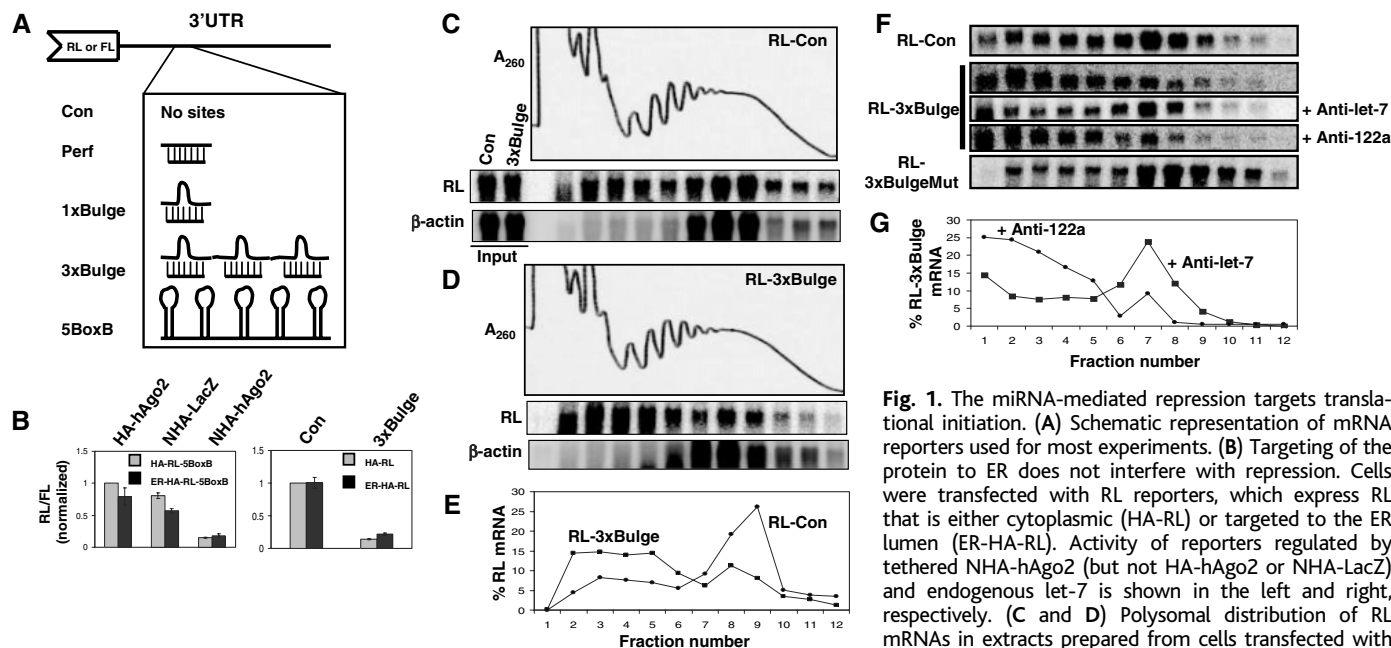 A
3'UTR
RL or FL
Con
No sites
Perf
1xBulge
3xBulge
5BoxB
B
HA-hAgo2
NHA-LacZ
NHA-hAgo2
Con
3xBulge
RL/FL
(normalized)
1.5
1
0.5
0
HA-RL-5BoxB
ER-HA-RL-5BoxB
1.5
1
0.5
0
HA-RL
ER-HA-RL
C
A260
RL-Con
Con
3xBulge
RL
β-actin
Input
D
A260
RL-3xBulge
RL
β-actin
E
% RL mRNA
30
25
20
15
10
5
0
RL-3xBulge
RL-Con
1 2 3 4 5 6 7 8 9 10 11 12
Fraction number
F
RL-Con
RL-3xBulge
+ Anti-let-7
+ Anti-122a
RL-
3xBulgeMut
G
% RL-3xBulge
mRNA
30
25
20
15
10
5
0
+ Anti-122a
+ Anti-let-7
1 2 3 4 5 6 7 8 9 10 11 12
Fraction number
Fig. 1. The miRNA-mediated repression targets transla-
tional initiation. (A) Schematic representation of mRNA
reporters used for most experiments. (B) Targeting of the
protein to ER does not interfere with repression. Cells
were transfected with RL reporters, which express RL
that is either cytoplasmic (HA-RL) or targeted to the ER
lumen (ER-HA-RL). Activity of reporters regulated by
tethered NHA-hAgo2 (but not HA-hAgo2 or NHA-LacZ)
and endogenous let-7 is shown in the left and right,
respectively. (C and D) Polysomal distribution of RL
mRNAs in extracts prepared from cells transfected with